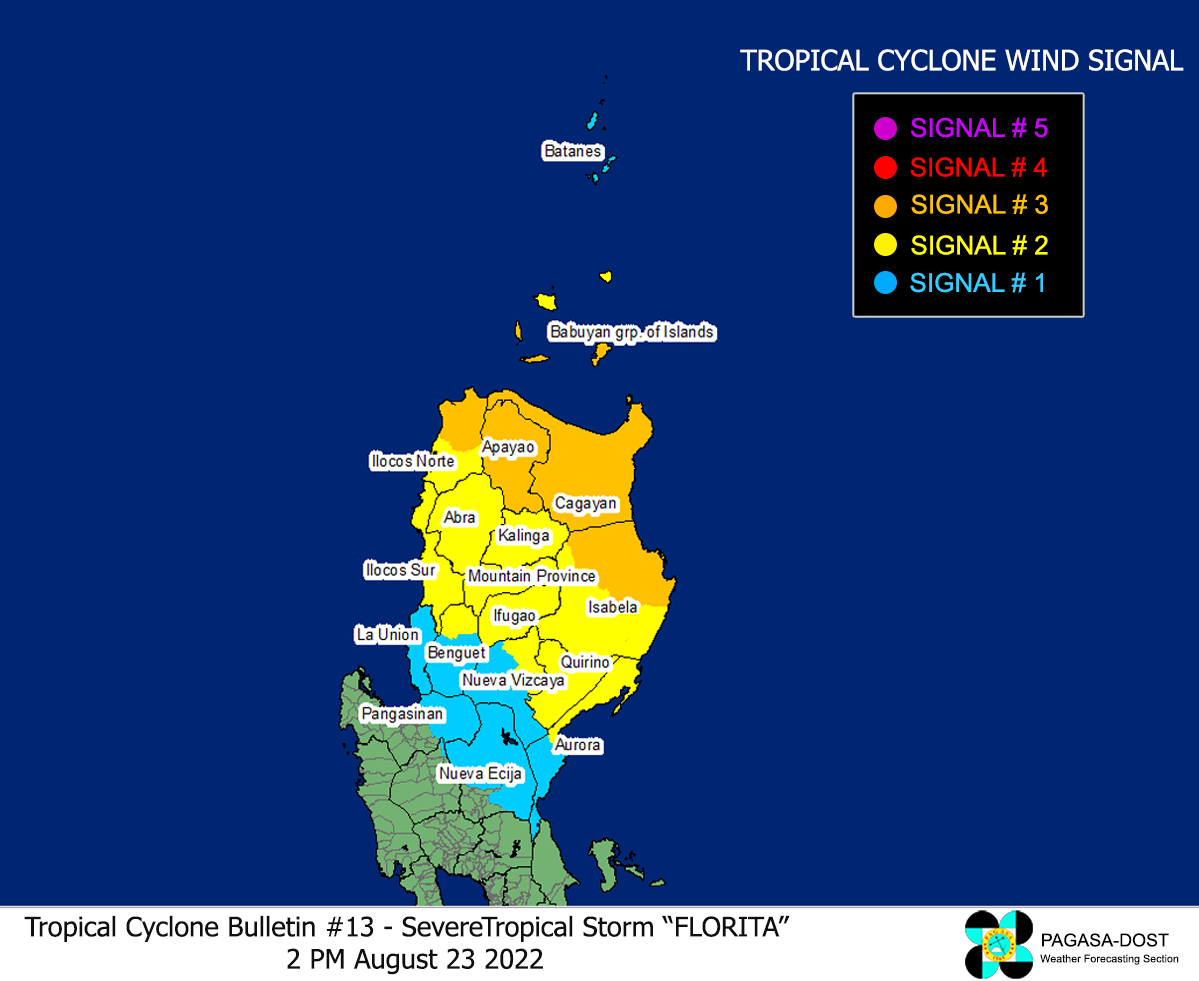 TROPICAL CYCLONE WIND SIGNAL
SIGNAL # 5
SIGNAL # 4
SIGNAL # 3
SIGNAL # 2
SIGNAL # 1
Batanes
Babuyan grp. of Islands
Apayao
Ilocos Norte
Cagayan
Abra
Kalinga
Ilocos Sur
Mountain Province
Isabela
Ifugao
La Union
Benguet
Quirino
Nueva Vizcaya
Pangasinan
Aurora
Nueva Ecija
Tropical Cyclone Bulletin #13 - SevereTropical Storm “FLORITA”
2 PM August 23 2022
PAGASA-DOST
Weather Forecasting Section